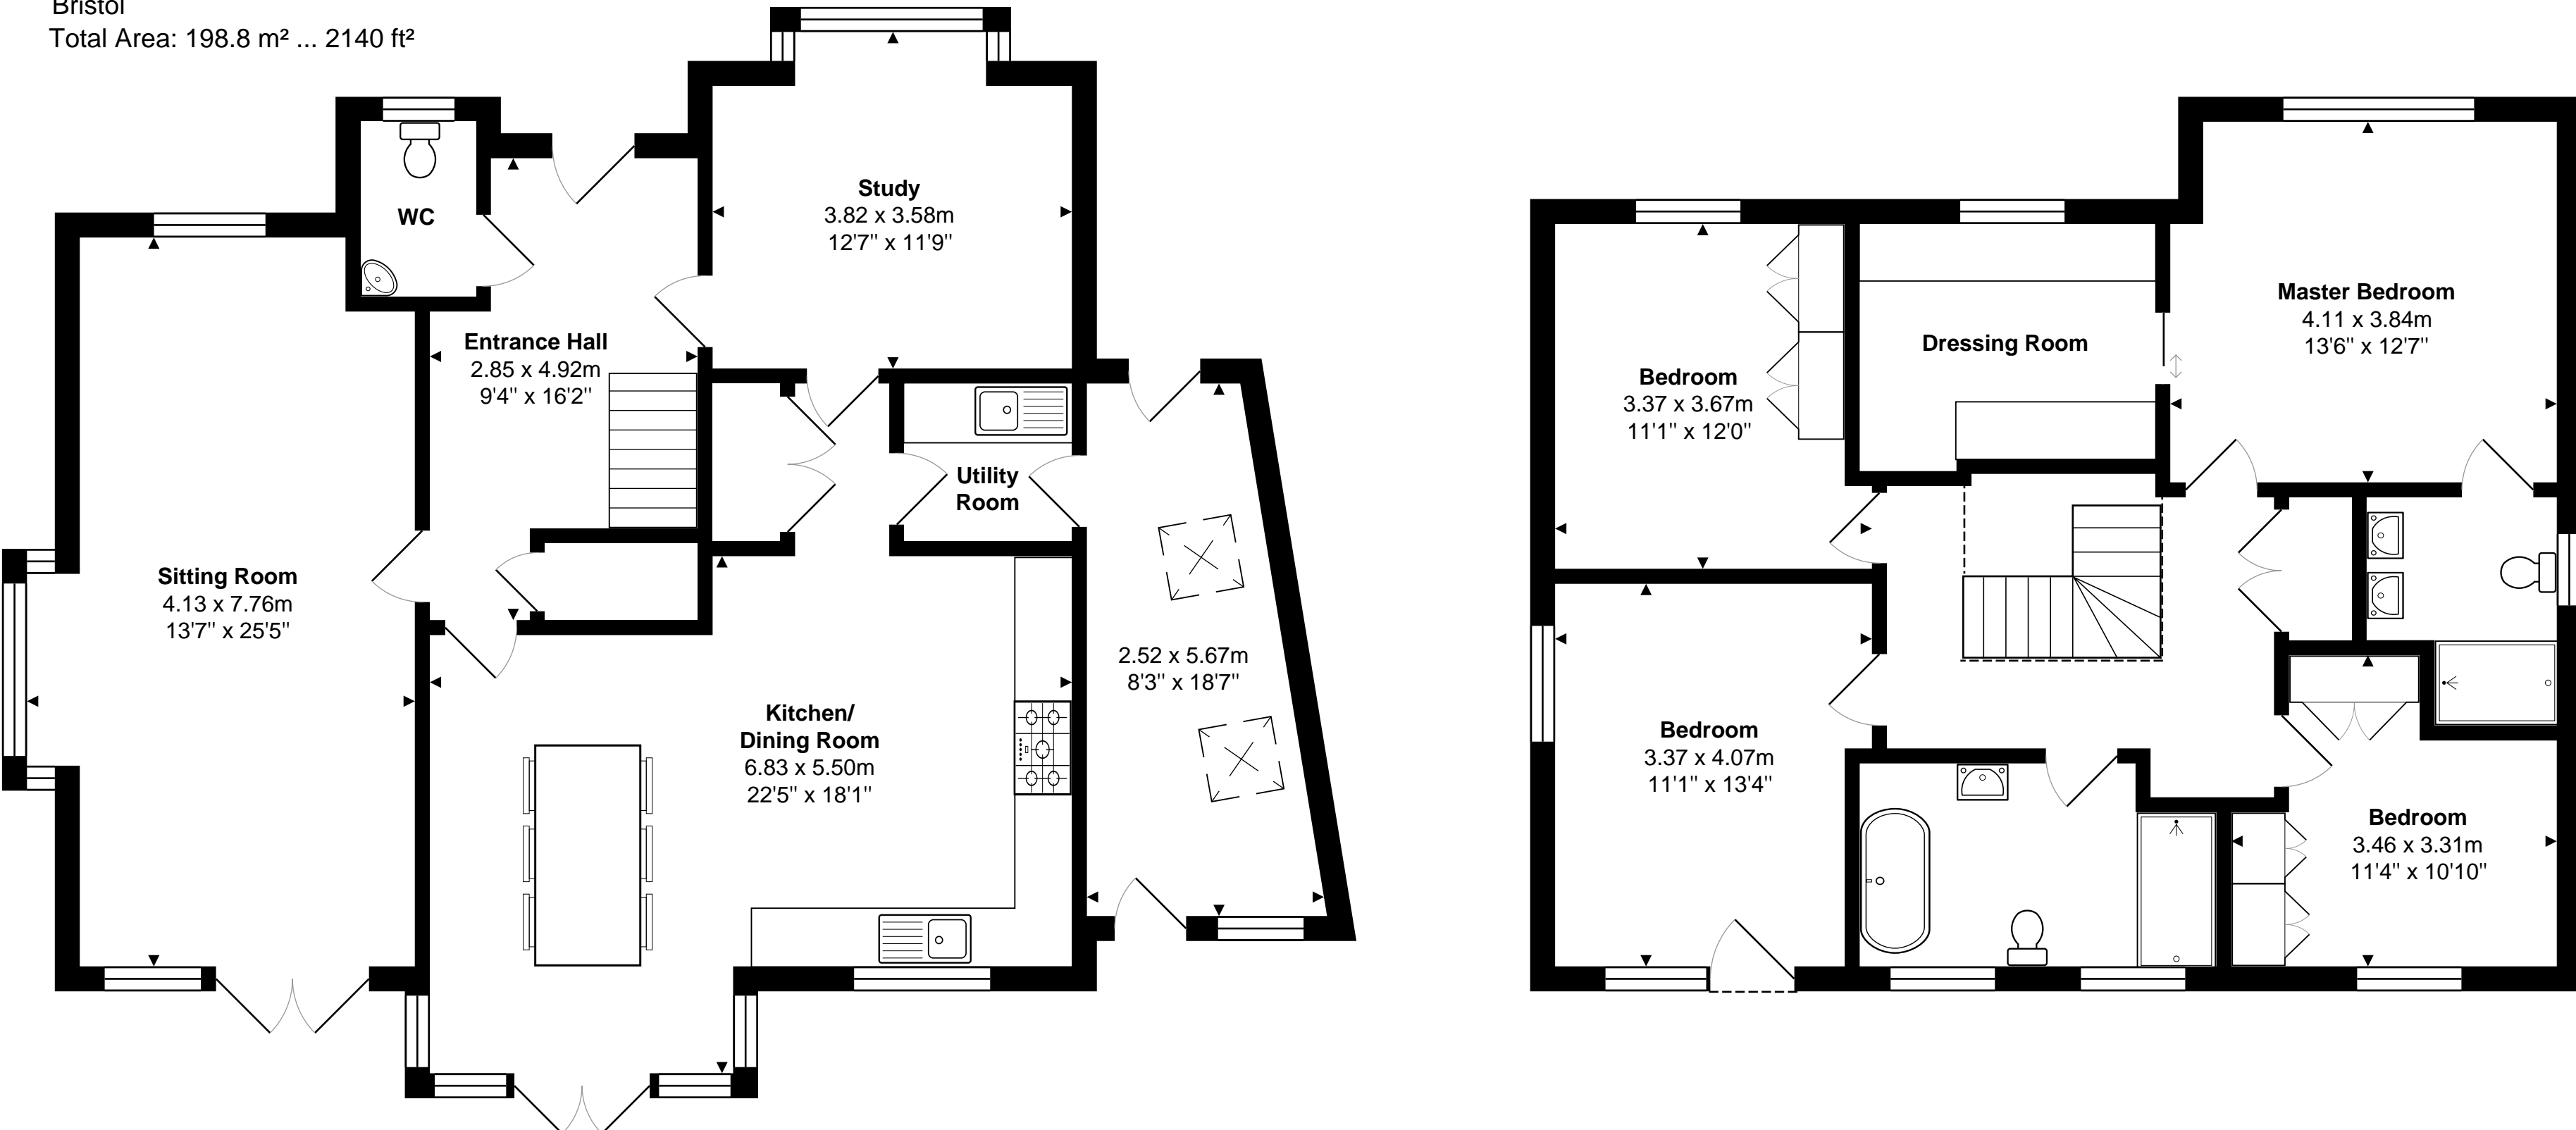 Bristol
Total Area: 198.8 m² ... 2140 ft²
WC
Study
3.82 x 3.58m
12'7" x 11'9"
Entrance Hall
2.85 x 4.92m
9'4" x 16'2"
Utility
Room
Sitting Room
4.13 x 7.76m
13'7" x 25'5"
Kitchen/
Dining Room
6.83 x 5.50m
22'5" x 18'1"
2.52 x 5.67m
8'3" x 18'7"
Bedroom
3.37 x 3.67m
11'1" x 12'0"
Dressing Room
Master Bedroom
4.11 x 3.84m
13'6" x 12'7"
Bedroom
3.37 x 4.07m
11'1" x 13'4"
Bedroom
3.46 x 3.31m
11'4" x 10'10"